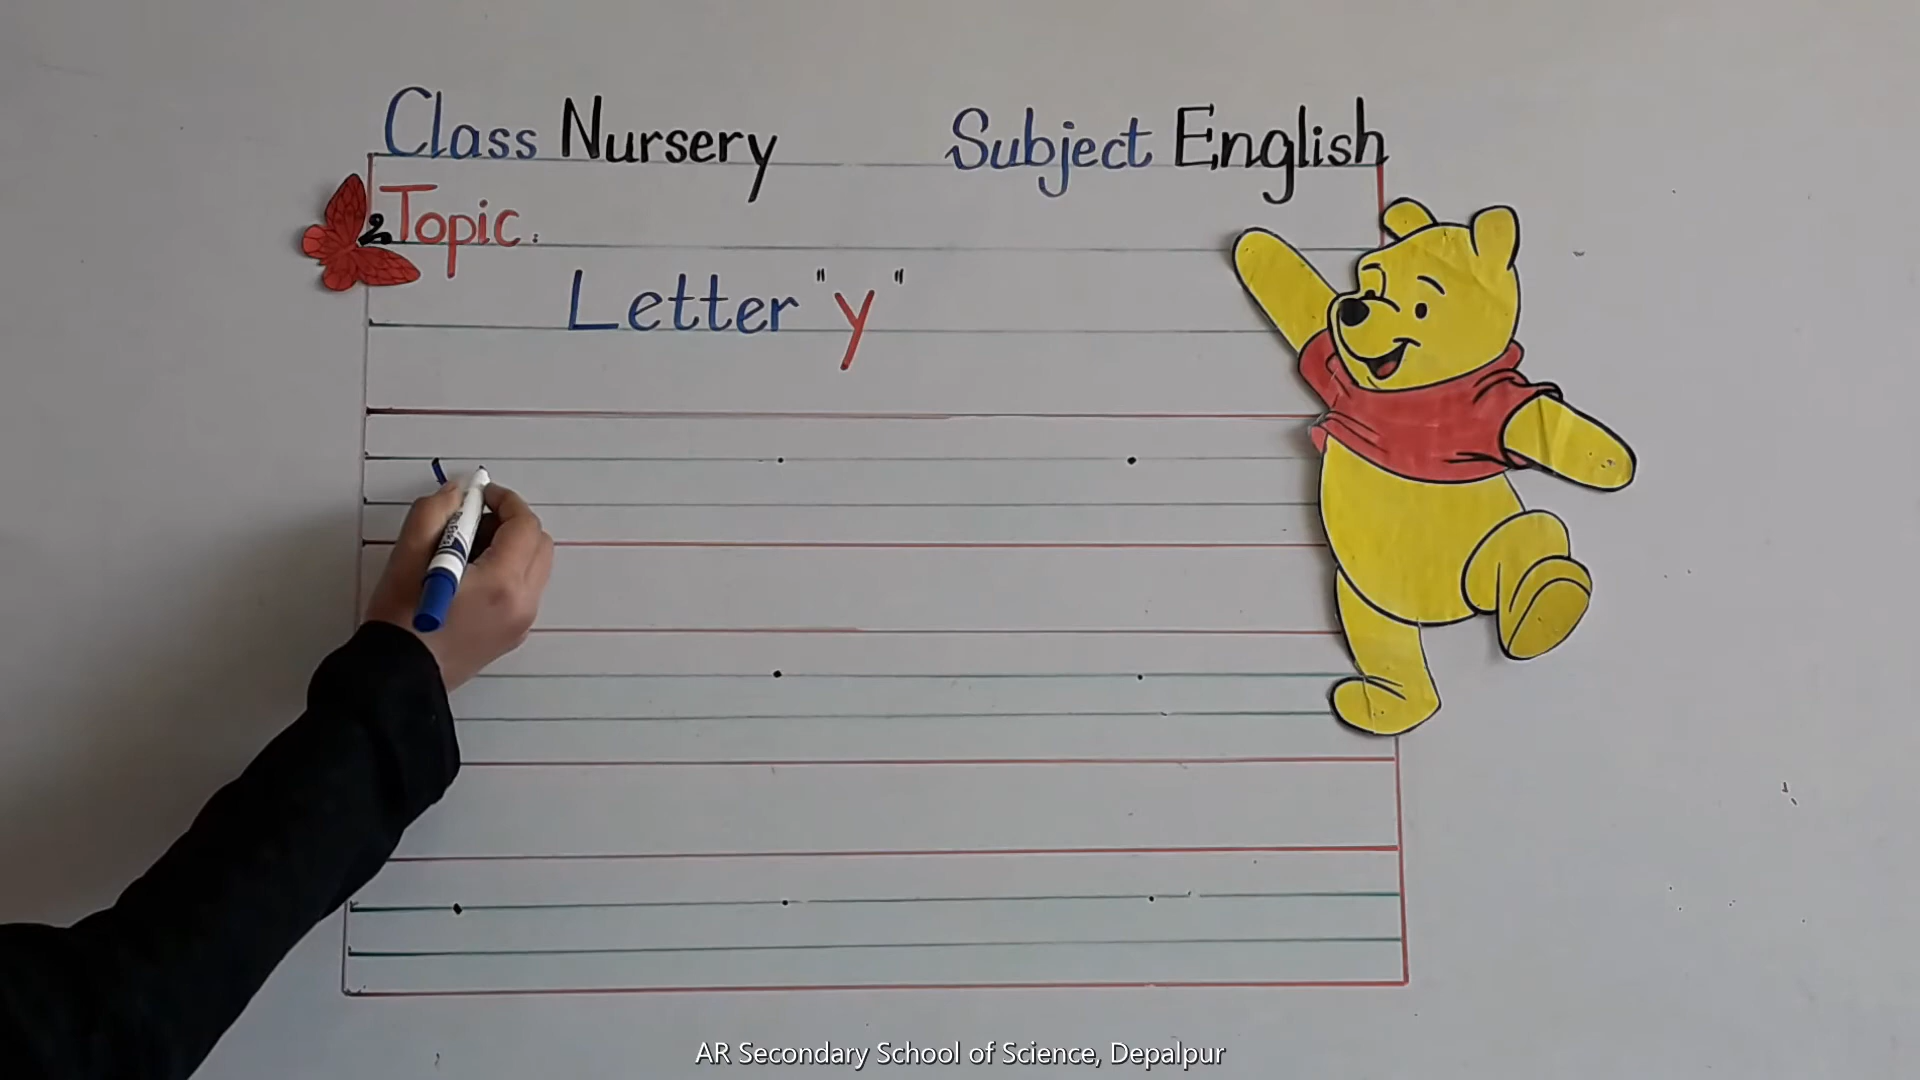 Class Nursery Subject English
Topic:
Letter "y"
AR Secondary School of Science, Depalpur